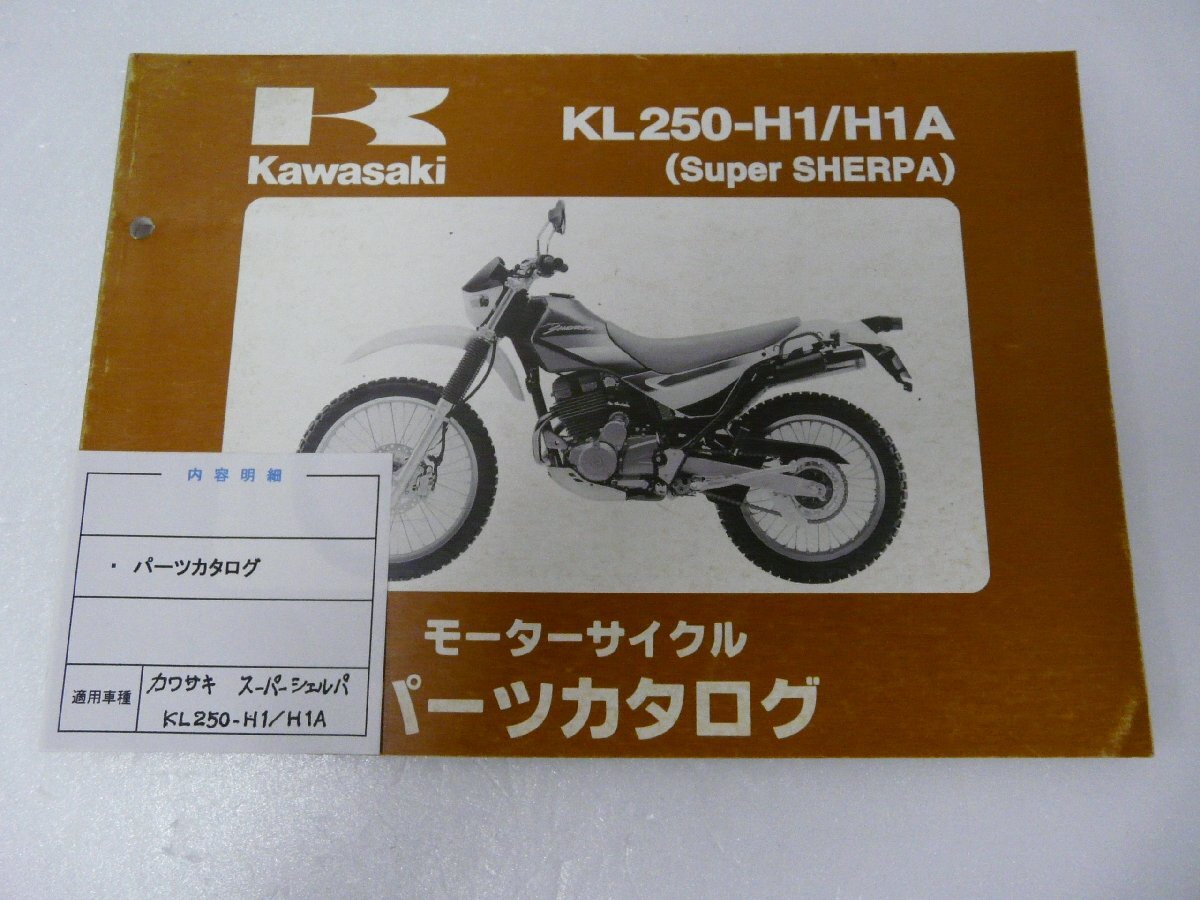 Kawasaki
KL250-H1/H1A
(Super SHERPA)
モーターサイクル
パーツカタログ
内容明細
・ パーツカタログ
適用車種
カワサキ スーパーシェルパ
KL250-H1/H1A